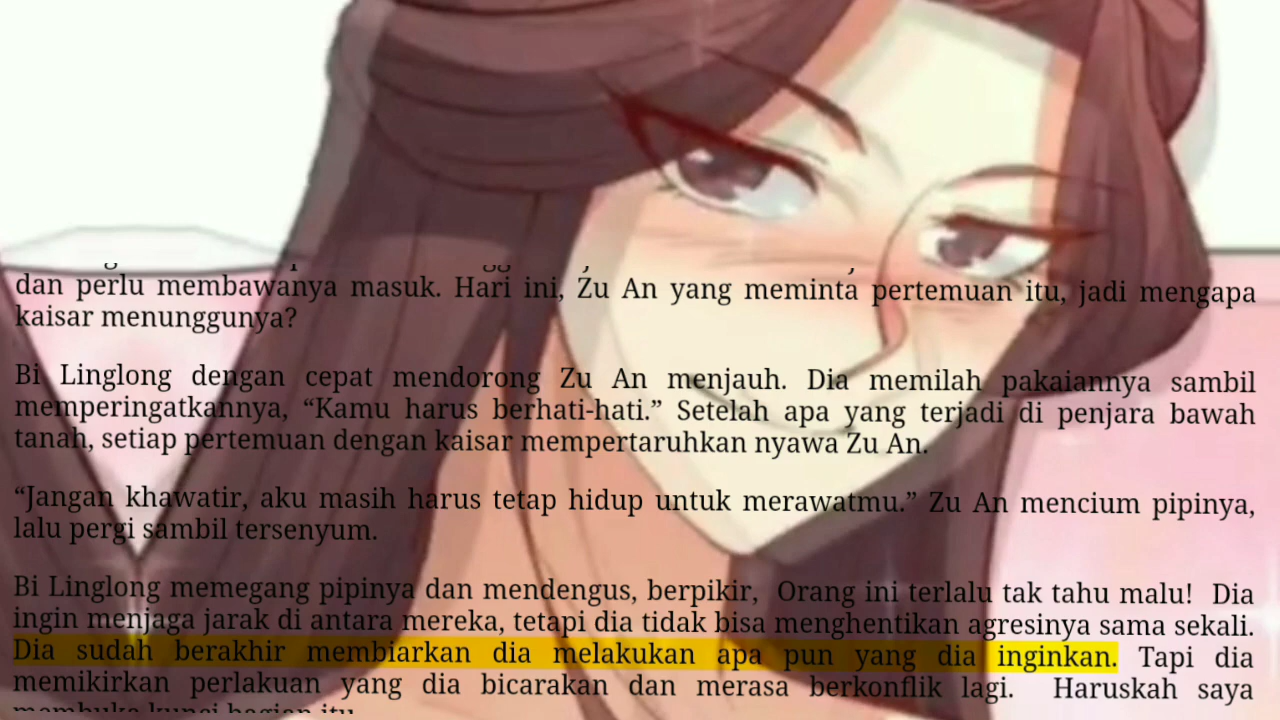 dan perlu membawanya masuk. Hari ini, Zu An yang meminta pertemuan itu, jadi mengapa
kaisar menunggunya?
Bi Linglong dengan cepat mendorong Zu An menjauh. Dia memilah pakaiannya sambil
memperingatkannya, “Kamu harus berhati-hati.” Setelah apa yang terjadi di penjara bawah
tanah, setiap pertemuan dengan kaisar mempertaruhkan nyawa Zu An.
“Jangan khawatir, aku masih harus tetap hidup untuk merawatmu.” Zu An mencium pipinya,
lalu pergi sambil tersenyum.
Bi Linglong memegang pipinya dan mendengus, berpikir, Orang ini terlalu tak tahu malu! Dia
ingin menjaga jarak di antara mereka, tetapi dia tidak bisa menghentikan agresinya sama sekali.
Dia sudah berakhir membiarkan dia melakukan apa pun yang dia inginkan. Tapi dia
memikirkan perlakuan yang dia bicarakan dan merasa berkonflik lagi. Haruskah saya
membuka kunci bagian itu